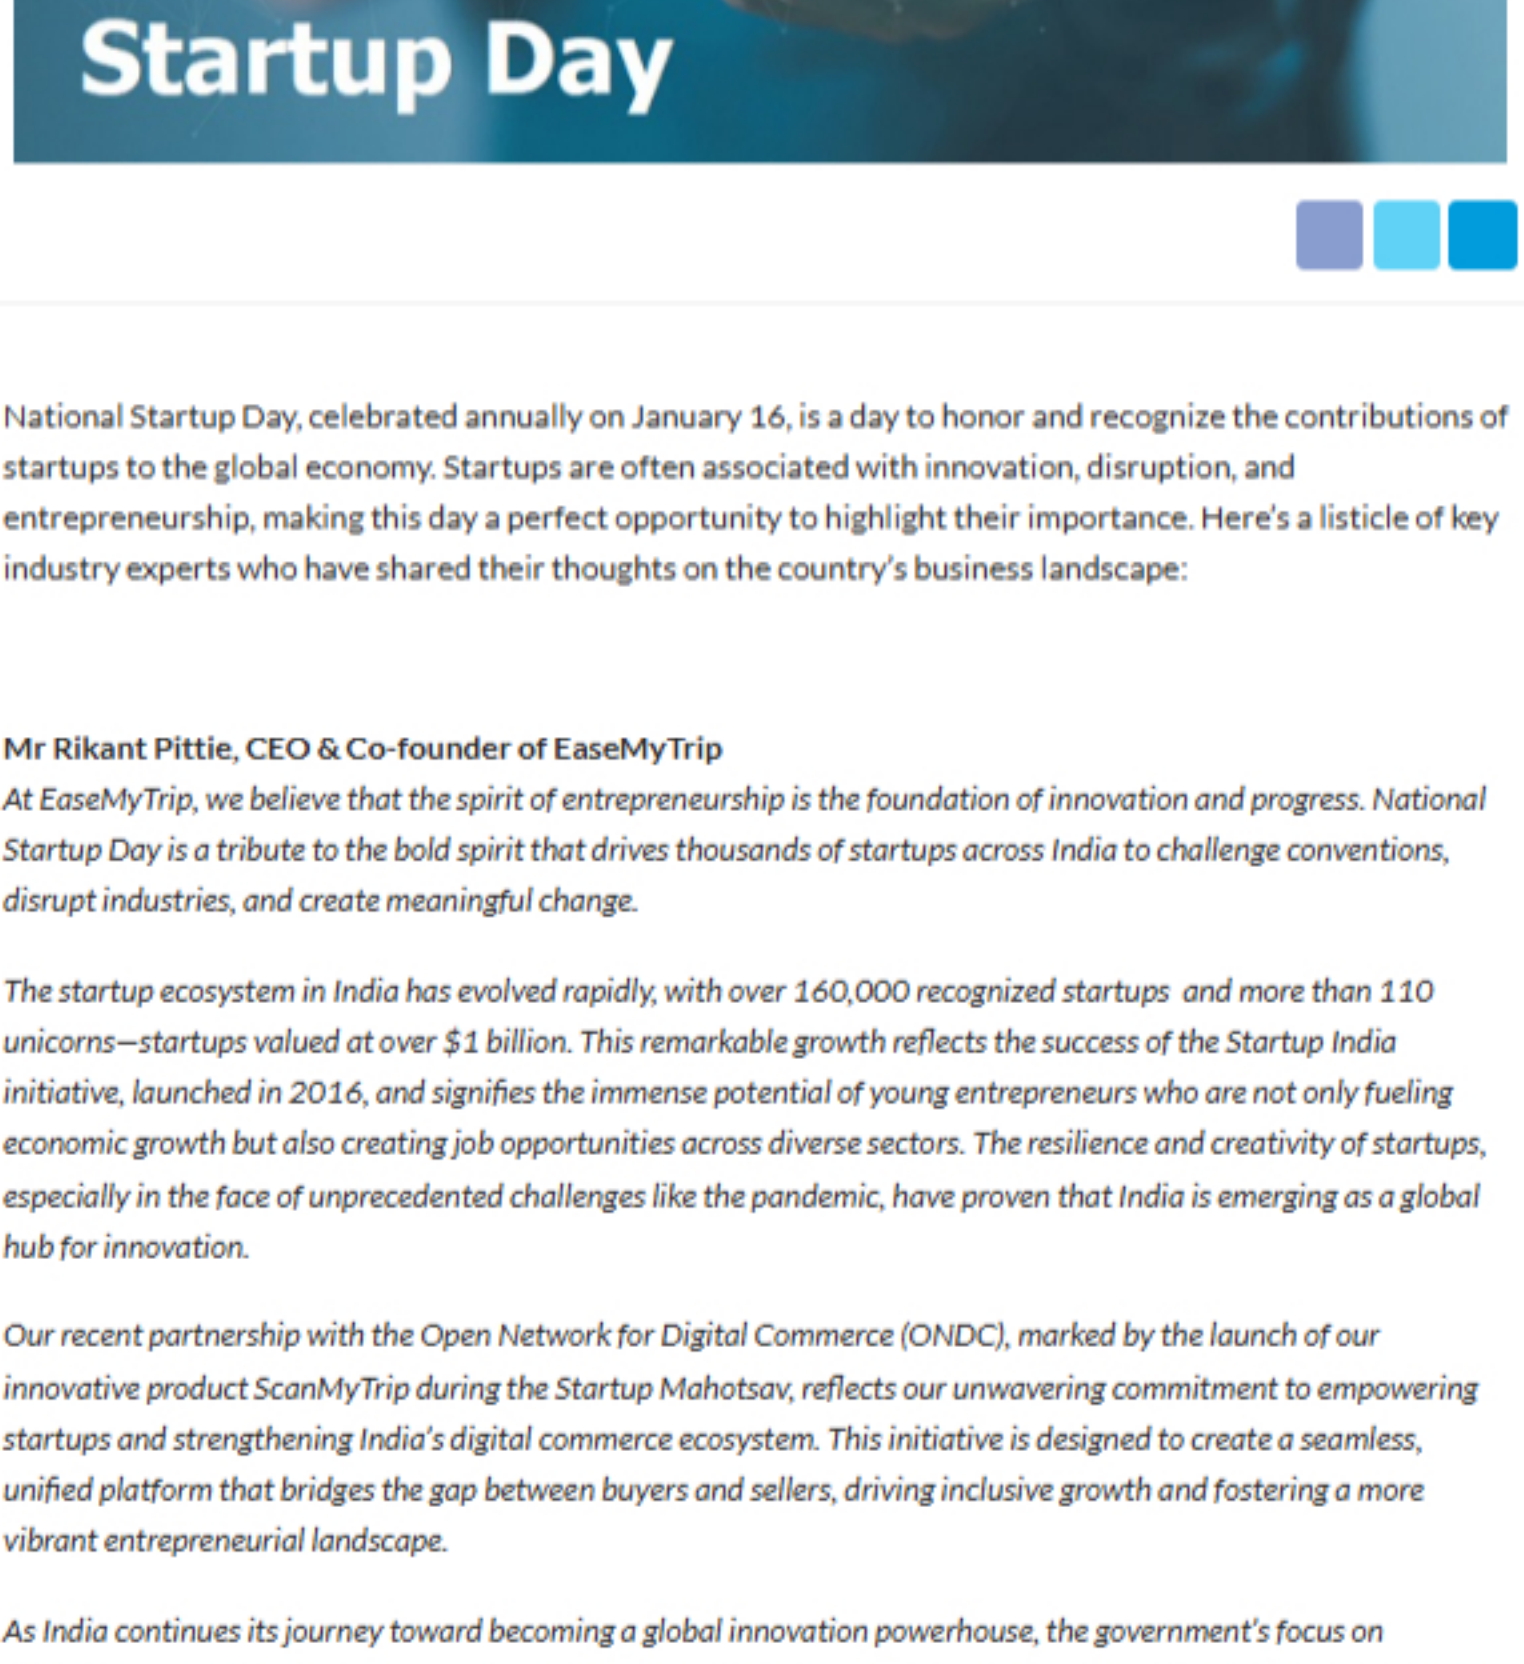 Startup Day
National Startup Day, celebrated annually on January 16, is a day to honor and recognize the contributions of
startups to the global economy. Startups are often associated with innovation, disruption, and
entrepreneurship, making this day a perfect opportunity to highlight their importance. Here's a listicle of key
industry experts who have shared their thoughts on the country's business landscape:
Mr Rikant Pittie, CEO & Co-founder of EaseMyTrip
At EaseMyTrip, we believe that the spirit of entrepreneurship is the foundation of innovation and progress. National
Startup Day is a tribute to the bold spirit that drives thousands of startups across India to challenge conventions,
disrupt industries, and create meaningful change.
The startup ecosystem in India has evolved rapidly, with over 160,000 recognized startups  and more than 110
unicorns—startups valued at over $1 billion. This remarkable growth reflects the success of the Startup India
initiative, launched in 2016, and signifies the immense potential of young entrepreneurs who are not only fueling
economic growth but also creating job opportunities across diverse sectors. The resilience and creativity of startups,
especially in the face of unprecedented challenges like the pandemic, have proven that India is emerging as a global
hub for innovation.
Our recent partnership with the Open Network for Digital Commerce (ONDC), marked by the launch of our
innovative product ScanMyTrip during the Startup Mahotsav, reflects our unwavering commitment to empowering
startups and strengthening India's digital commerce ecosystem. This initiative is designed to create a seamless,
unified platform that bridges the gap between buyers and sellers, driving inclusive growth and fostering a more
vibrant entrepreneurial landscape.
As India continues its journey toward becoming a global innovation powerhouse, the government's focus on